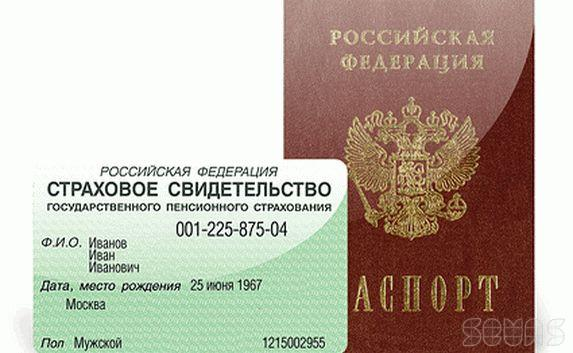 РОССИЙСКАЯ
ФЕДЕРАЦИЯ
АСПОРТ
РОССИЙСКАЯ ФЕДЕРАЦИЯ
СТРАХОВОЕ СВИДЕТЕЛЬСТВО
ГОСУДАРСТВЕННОГО ПЕНСИОННОГО СТРАХОВАНИЯ
001-225-875-04
Ф.И.О. Иванов
Иван
Иванович
Дата, место рождения 25 июня 1967
Москва
Пол Мужской 1215002955